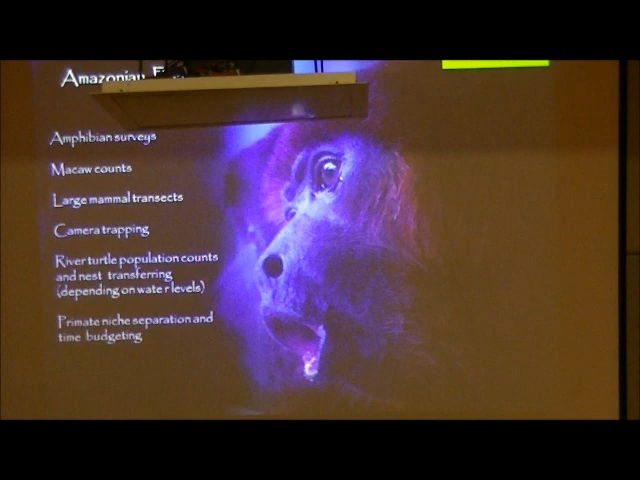 Amazonian
Amphibian surveys
Macaw counts
Large mammal transects
Camera trapping
River turtle population counts
and nest transferring
(depending on water levels)
Primate niche separation and
time budgeting